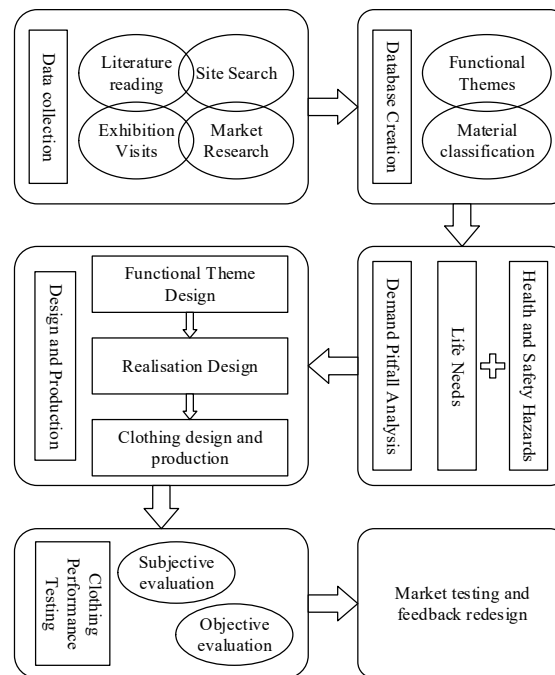 Data collection
Literature
reading
Site Search
Exhibition
Visits
Market
Research
Database Creation
Functional
Themes
Material
classification
Demand Pitfall Analysis
Life Needs
Health and Safety Hazards
Design and Production
Functional Theme
Design
Realisation Design
Clothing design and
production
Clothing
Performance
Testing
Subjective
evaluation
Objective
evaluation
Market testing and
feedback redesign